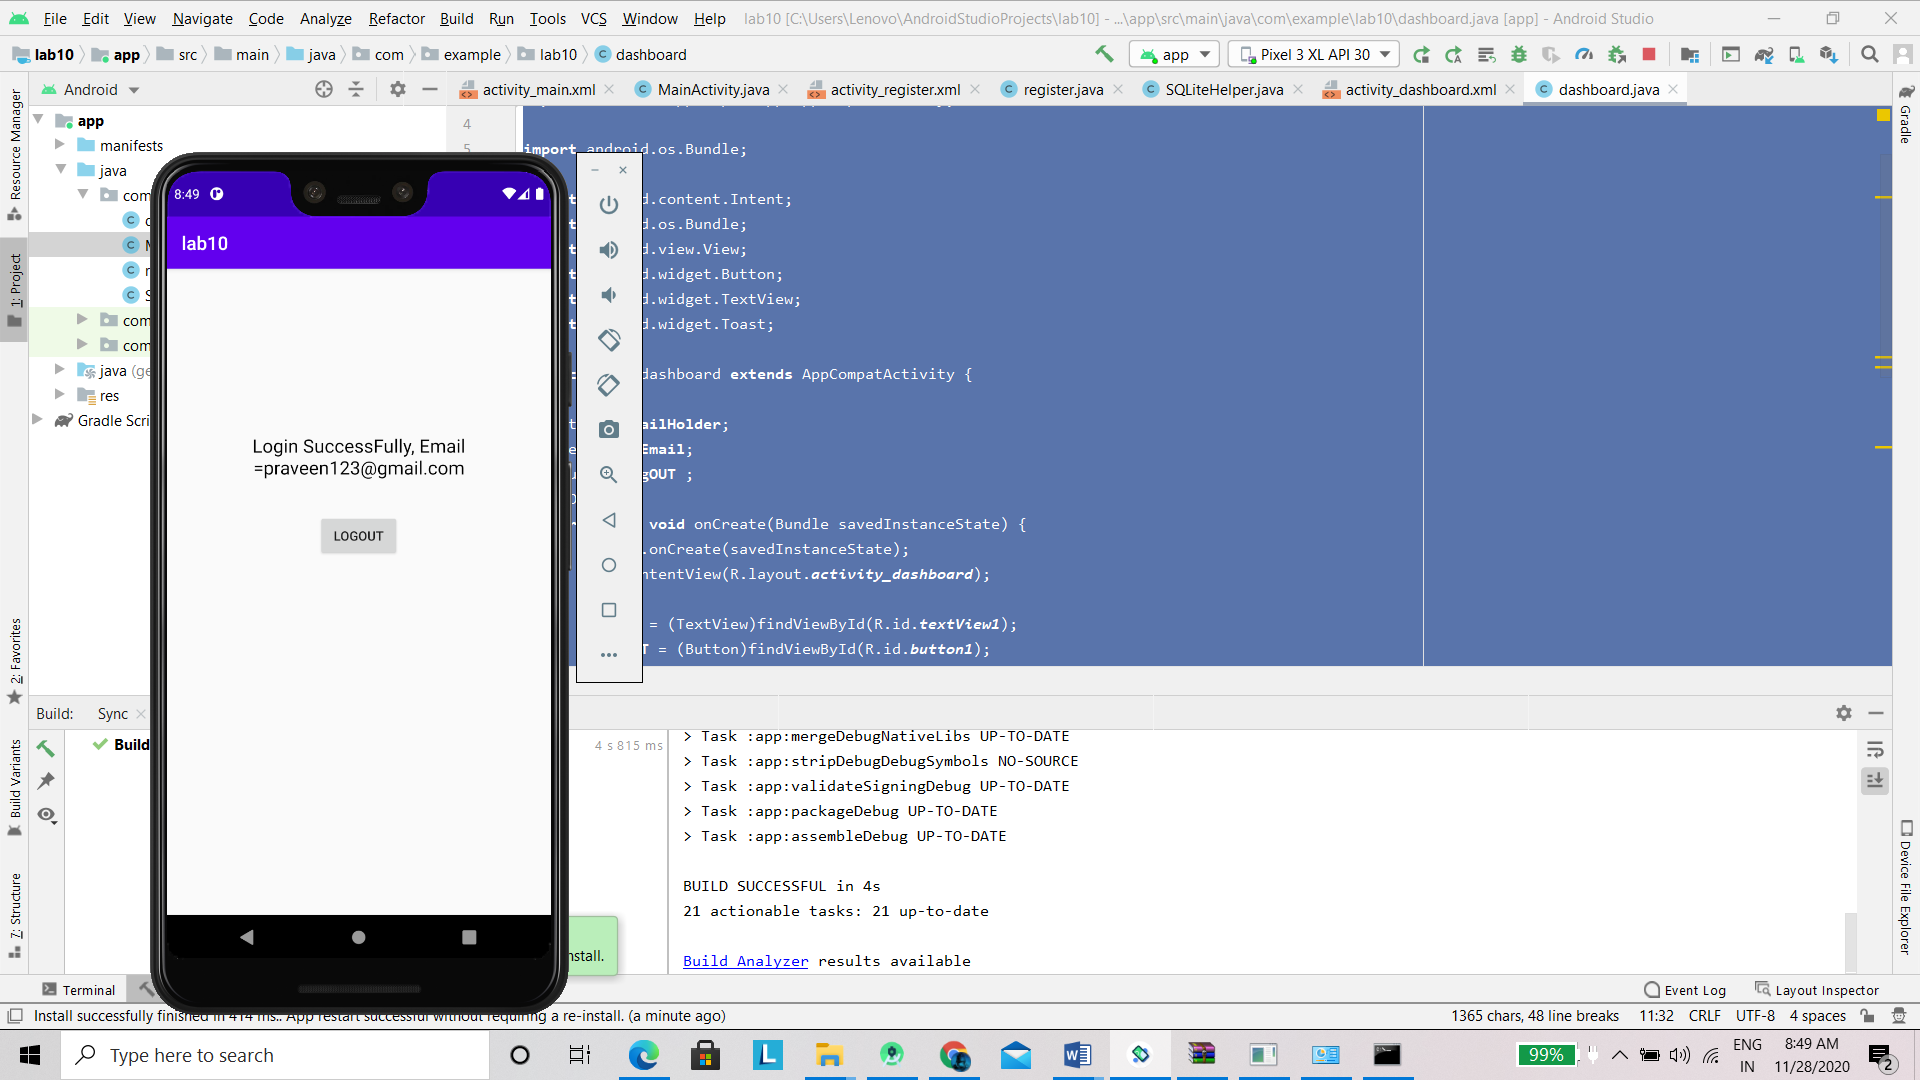 File Edit View Navigate Code Analyze Refactor Build Run Tools VCS Window Help lab10 [C:\Users\Lenovo\AndroidStudioProjects\lab10] - ...\app\src\main\java\com\example\lab10\dashboard.java [app] - Android Studio
lab10 app src main java com example lab10 dashboard app Pixel 3 XL API 30
Android activity_main.xml MainActivity.java activity_register.xml register.java SQLiteHelper.java activity_dashboard.xml dashboard.java
Resource Manager
1: Project
2: Favorites
Build Variants
7: Structure
Gradle
Device File Explorer
app
manifests
java
com
com
com
java (ge
res
Gradle Scri
4
5
import android.os.Bundle;
t d.content.Intent;
t d.os.Bundle;
t d.view.View;
t d.widget.Button;
t d.widget.TextView;
t d.widget.Toast;
dashboard extends AppCompatActivity {
ailHolder;
Email;
gOUT ;
void onCreate(Bundle savedInstanceState) {
.onCreate(savedInstanceState);
ntentView(R.layout.activity_dashboard);
= (TextView)findViewById(R.id.textView1);
T = (Button)findViewById(R.id.button1);
8:49
lab10
Login SuccessFully, Email
=praveen123@gmail.com
LOGOUT
Build: Sync
Build
4 s 815 ms
> Task :app:mergeDebugNativeLibs UP-TO-DATE
> Task :app:stripDebugDebugSymbols NO-SOURCE
> Task :app:validateSigningDebug UP-TO-DATE
> Task :app:packageDebug UP-TO-DATE
> Task :app:assembleDebug UP-TO-DATE
BUILD SUCCESSFUL in 4s
21 actionable tasks: 21 up-to-date
Build Analyzer results available
nstall.
Terminal Event Log Layout Inspector
Install successfully finished in 414 ms.. App restart successful without requiring a re-install. (a minute ago) 1365 chars, 48 line breaks 11:32 CRLF UTF-8 4 spaces
Type here to search
99%
ENG
IN
8:49 AM
11/28/2020
2